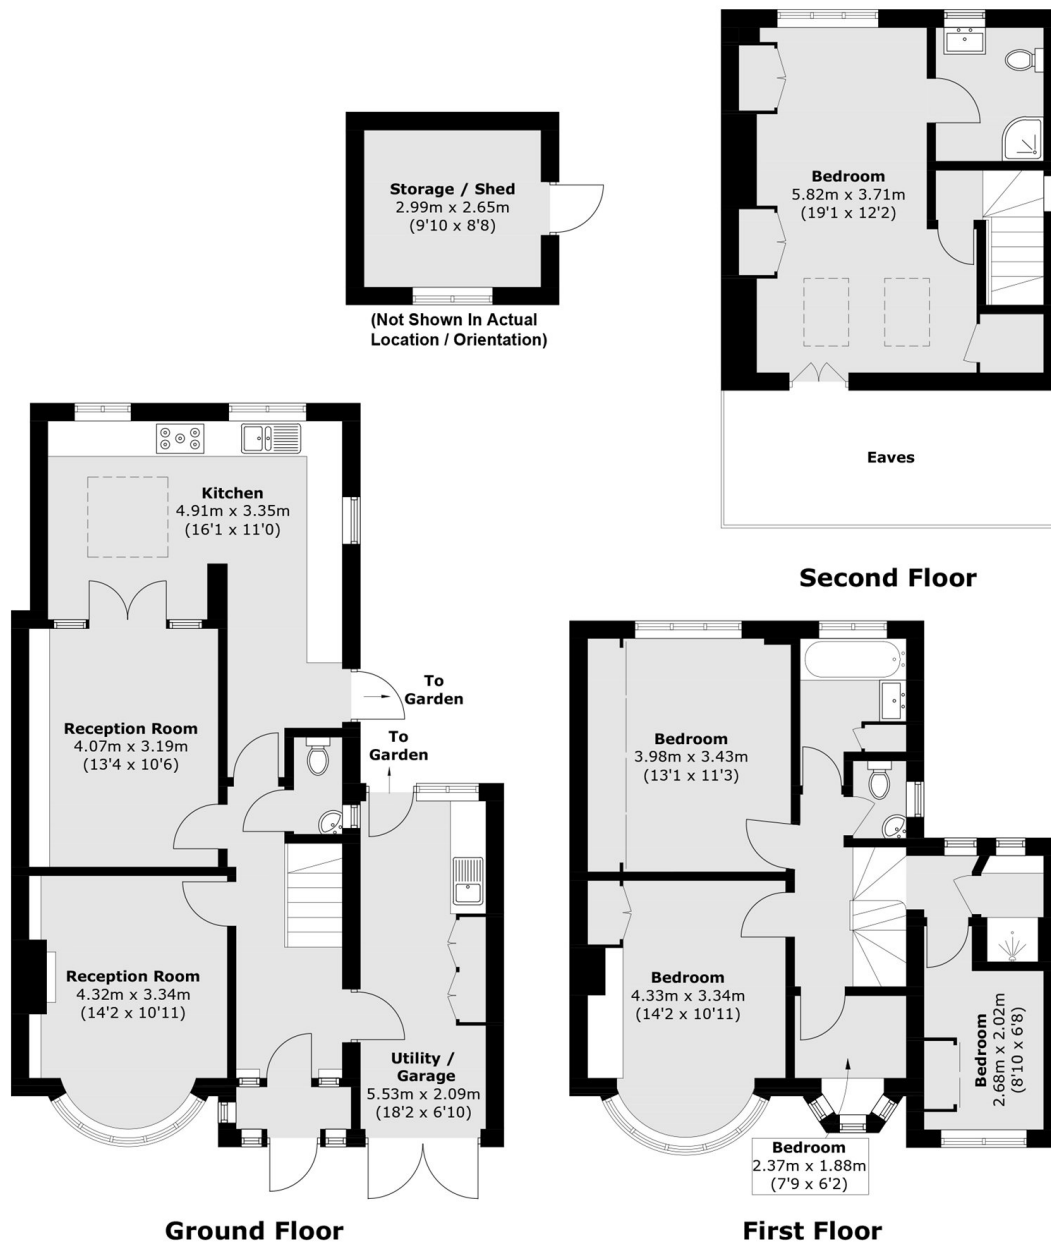 Storage / Shed
2.99m x 2.65m
(9'10 x 8'8)
(Not Shown In Actual
Location / Orientation)
Bedroom
5.82m x 3.71m
(19'1 x 12'2)
Eaves
Second Floor
Kitchen
4.91m x 3.35m
(16'1 x 11'0)
To
Garden
To
Garden
Reception Room
4.07m x 3.19m
(13'4 x 10'6)
Reception Room
4.32m x 3.34m
(14'2 x 10'11)
Utility /
Garage
5.53m x 2.09m
(18'2 x 6'10)
Ground Floor
Bedroom
3.98m x 3.43m
(13'1 x 11'3)
Bedroom
4.33m x 3.34m
(14'2 x 10'11)
Bedroom
2.68m x 2.02m
(8'10 x 6'8)
Bedroom
2.37m x 1.88m
(7'9 x 6'2)
First Floor